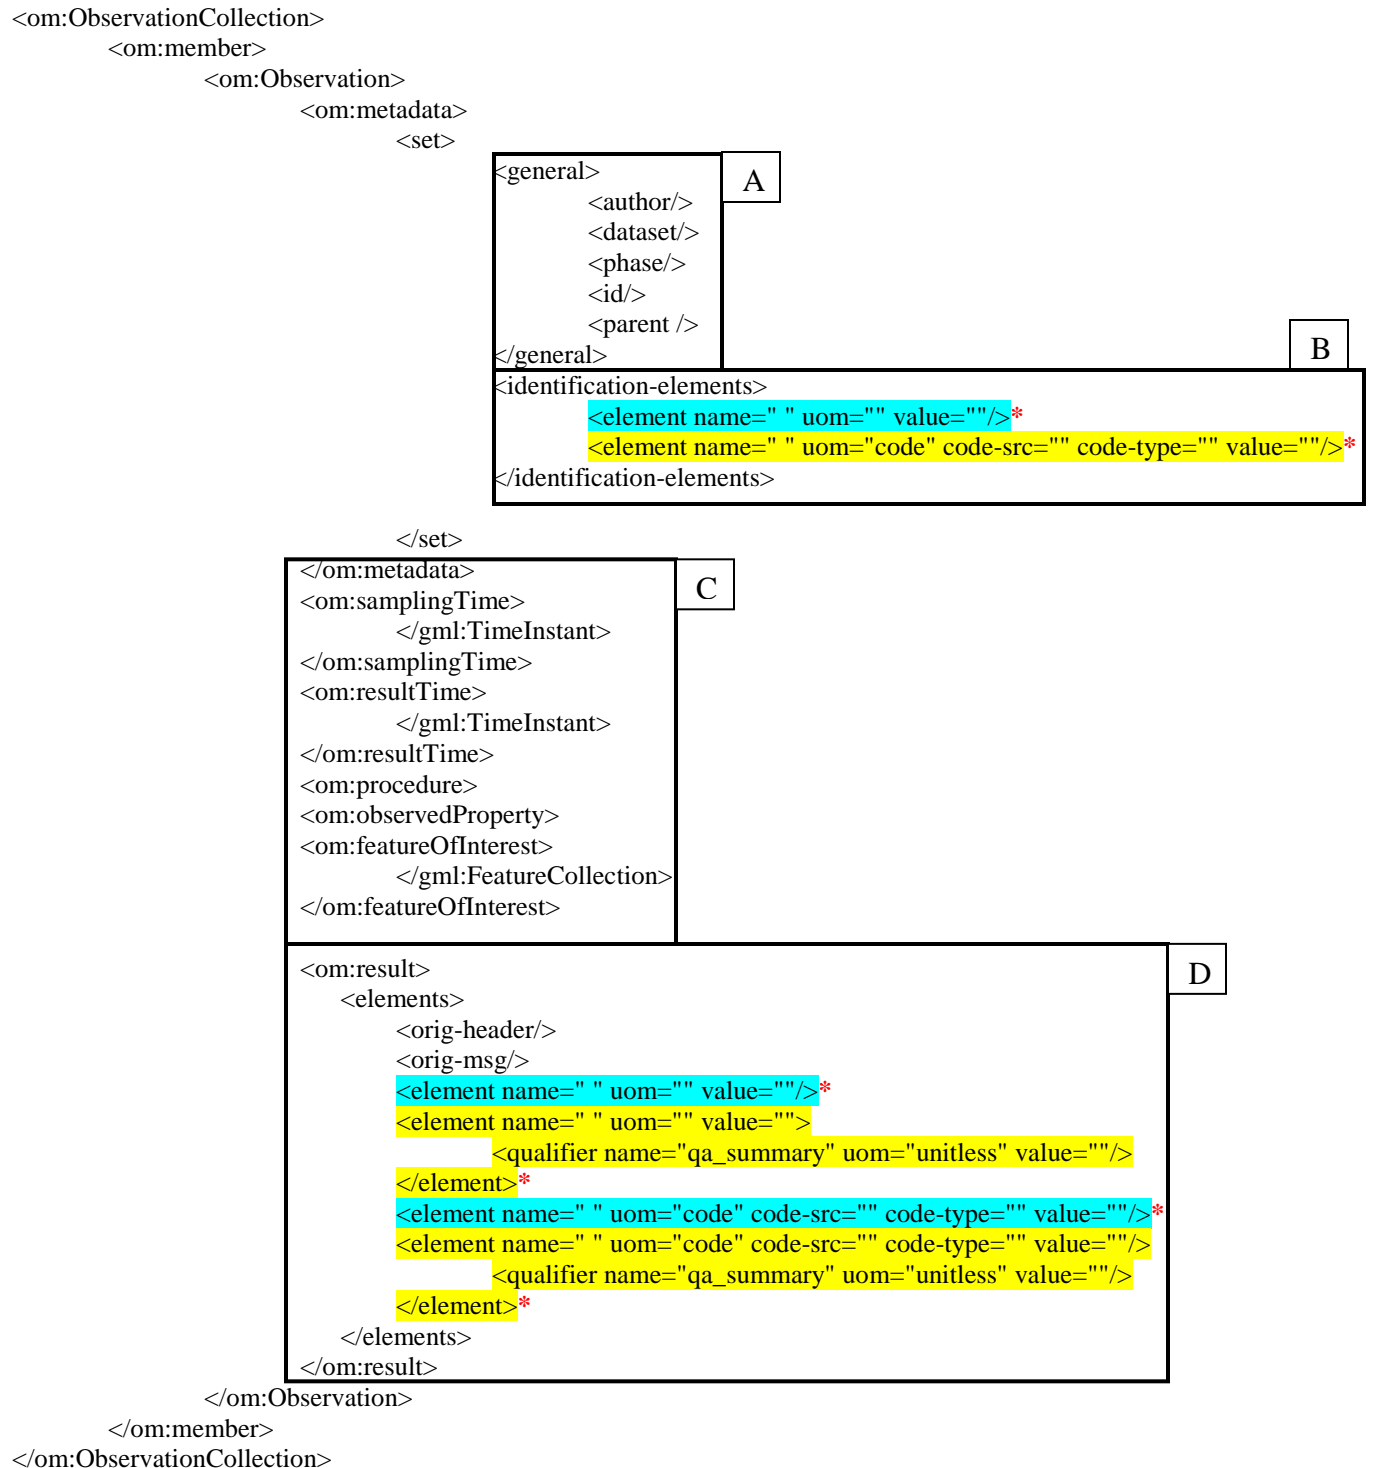 <om:ObservationCollection>
<om:member>
<om:Observation>
<om:metadata>
<set>
<general>
A
<author/>
<dataset/>
<phase/>
<id/>
<parent />
</general>
B
<identification-elements>
<element name=" " uom="" value=""/>*
<element name=" " uom="code" code-src="" code-type="" value=""/>*
</identification-elements>
</set>
</om:metadata>
C
<om:samplingTime>
</gml:TimeInstant>
</om:samplingTime>
<om:resultTime>
</gml:TimeInstant>
</om:resultTime>
<om:procedure>
<om:observedProperty>
<om:featureOfInterest>
</gml:FeatureCollection>
</om:featureOfInterest>
<om:result>
D
<elements>
<orig-header/>
<orig-msg/>
<element name=" " uom="" value=""/>*
<element name=" " uom="" value="">
<qualifier name="qa_summary" uom="unitless" value=""/>
</element>*
<element name=" " uom="code" code-src="" code-type="" value=""/>*
<element name=" " uom="code" code-src="" code-type="" value=""/>
<qualifier name="qa_summary" uom="unitless" value=""/>
</element>*
</elements>
</om:result>
</om:Observation>
</om:member>
</om:ObservationCollection>